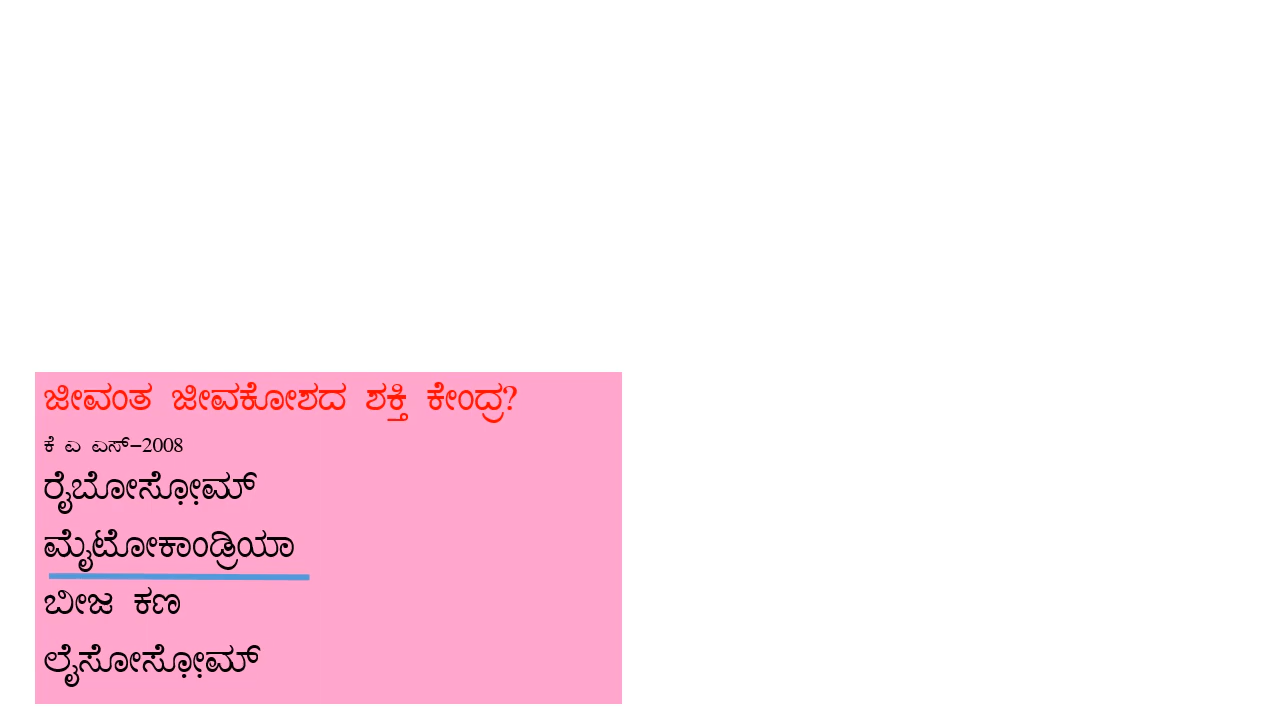 ಜೀವಂತ ಜೀವಕೋಶದ ಶಕ್ತಿ ಕೇಂದ್ರ?
ಕೆ ಎ ಎಸ್–2008
ರೈಬೋಸೋ಼ಮ್
ಮೈಟೋಕಾಂಡ್ರಿಯಾ
ಬೀಜ ಕಣ
ಲೈಸೋಸೋ಼ಮ್